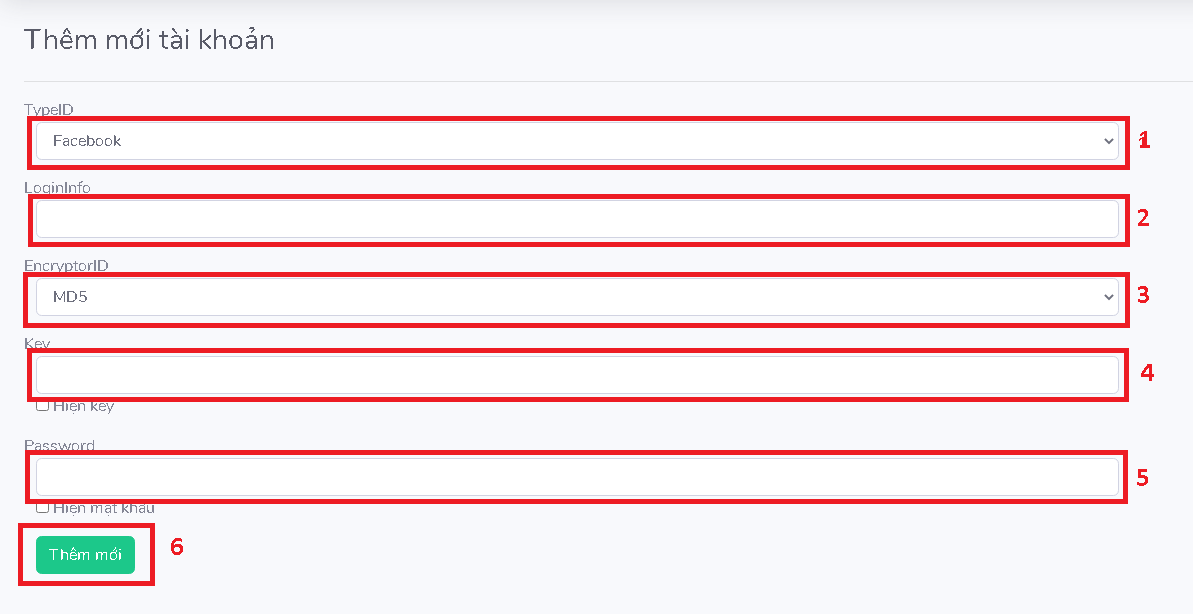 Thêm mới tài khoản
TypeID
Facebook
1
LoginInfo
2
EncryptorID
MD5
3
Key
4
Hiện key
Password
5
Hiện mật khẩu
Thêm mới
6